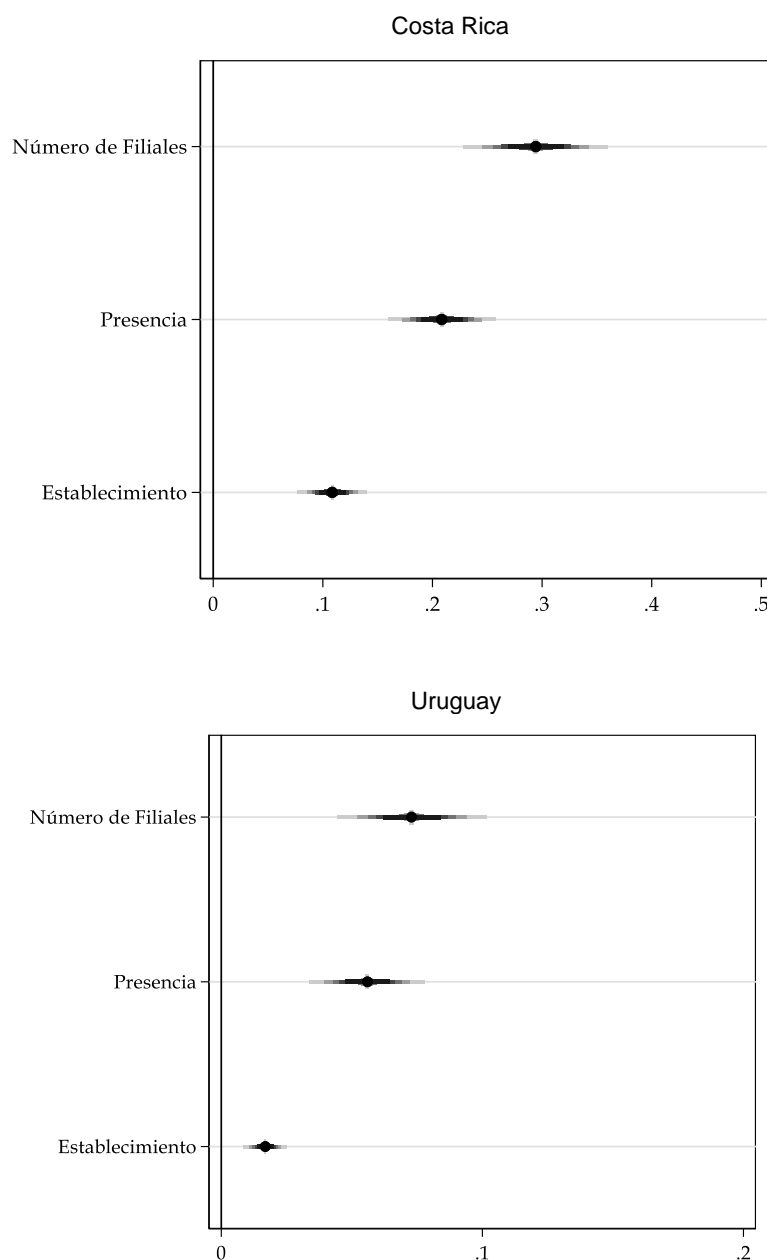 Costa Rica
Número de Filiales
Presencia
Establecimiento
0 .1 .2 .3 .4 .5
Uruguay
Número de Filiales
Presencia
Establecimiento
0 .1 .2